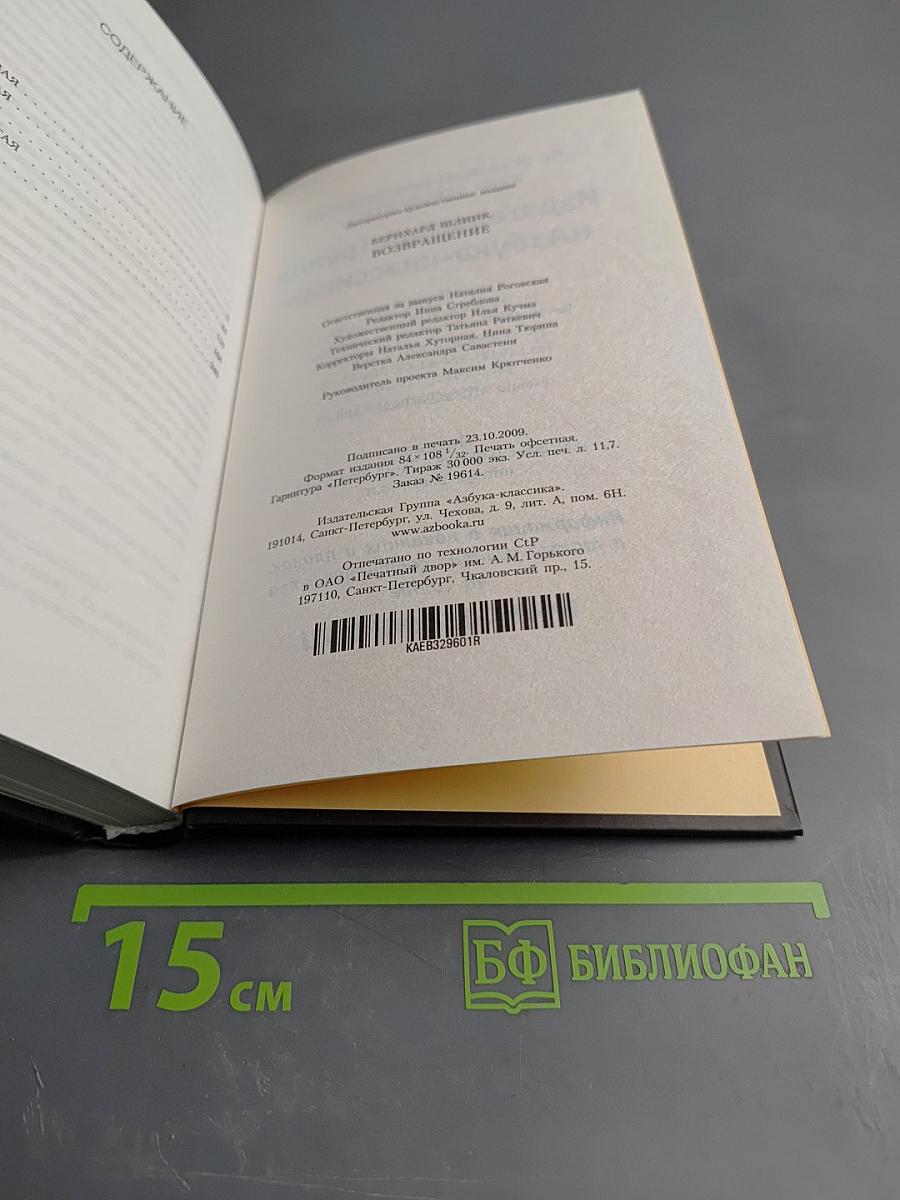 СОДЕРЖАНИЕ
Литературно-художественное издание
БЕРНХАРД ШЛИНК
ВОЗВРАЩЕНИЕ
Ответственная за выпуск Наталия Роговская
Редактор Инна Стреблова
Художественный редактор Илья Кучма
Технический редактор Татьяна Раткевич
Корректоры Наталья Хуторная, Нина Тюрина
Верстка Александра Савастени
Руководитель проекта Максим Крютченко
Подписано в печать 23.10.2009.
Формат издания 84×108 1/32. Печать офсетная.
Гарнитура «Петербург». Тираж 30 000 экз. Усл. печ. л. 11,7.
Заказ № 19614.
Издательская Группа «Азбука-классика».
191014, Санкт-Петербург, ул. Чехова, д. 9, лит. А, пом. 6Н.
www.azbooka.ru
Отпечатано по технологии CtP
в ОАО «Печатный двор» им. А. М. Горького
197110, Санкт-Петербург, Чкаловский пр., 15.
KAEB329601R
15 см
БФ БИБЛИОФАН